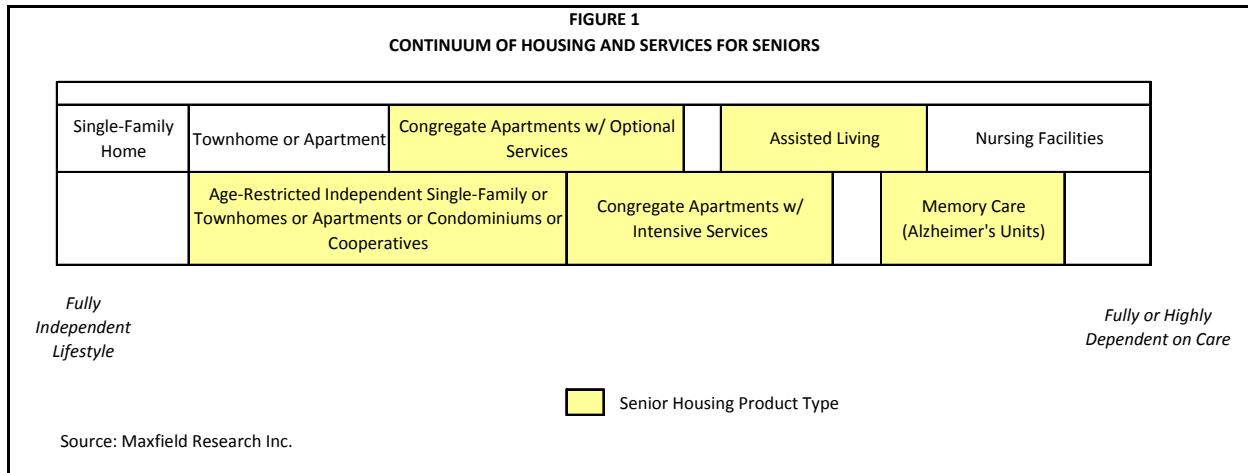 FIGURE 1
CONTINUUM OF HOUSING AND SERVICES FOR SENIORS
Single-Family
Home
Townhome or Apartment
Congregate Apartments w/ Optional
Services
Assisted Living
Nursing Facilities
Age-Restricted Independent Single-Family or
Townhomes or Apartments or Condominiums or
Cooperatives
Congregate Apartments w/
Intensive Services
Memory Care
(Alzheimer's Units)
Fully
Independent
Lifestyle
Fully or Highly
Dependent on Care
Senior Housing Product Type
Source: Maxfield Research Inc.